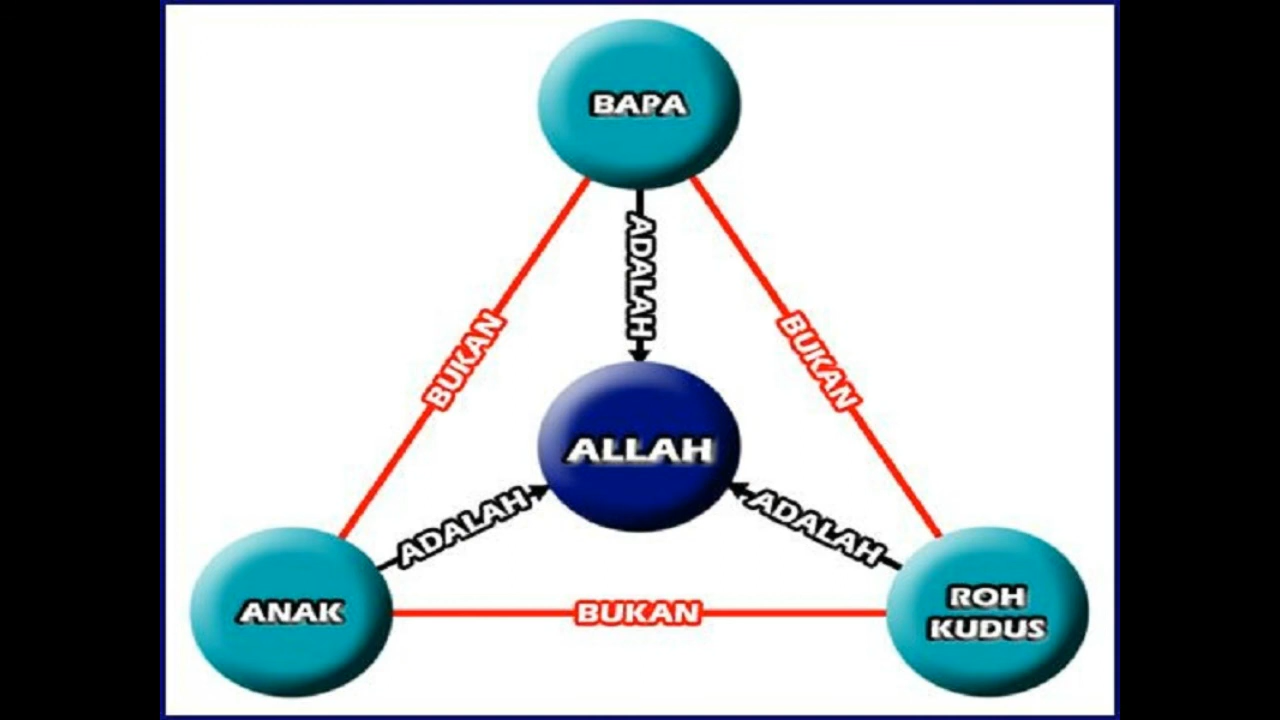 BAPA
ADALAH
BUKAN
BUKAN
ALLAH
ADALAH
ADALAH
ANAK
BUKAN
ROH
KUDUS